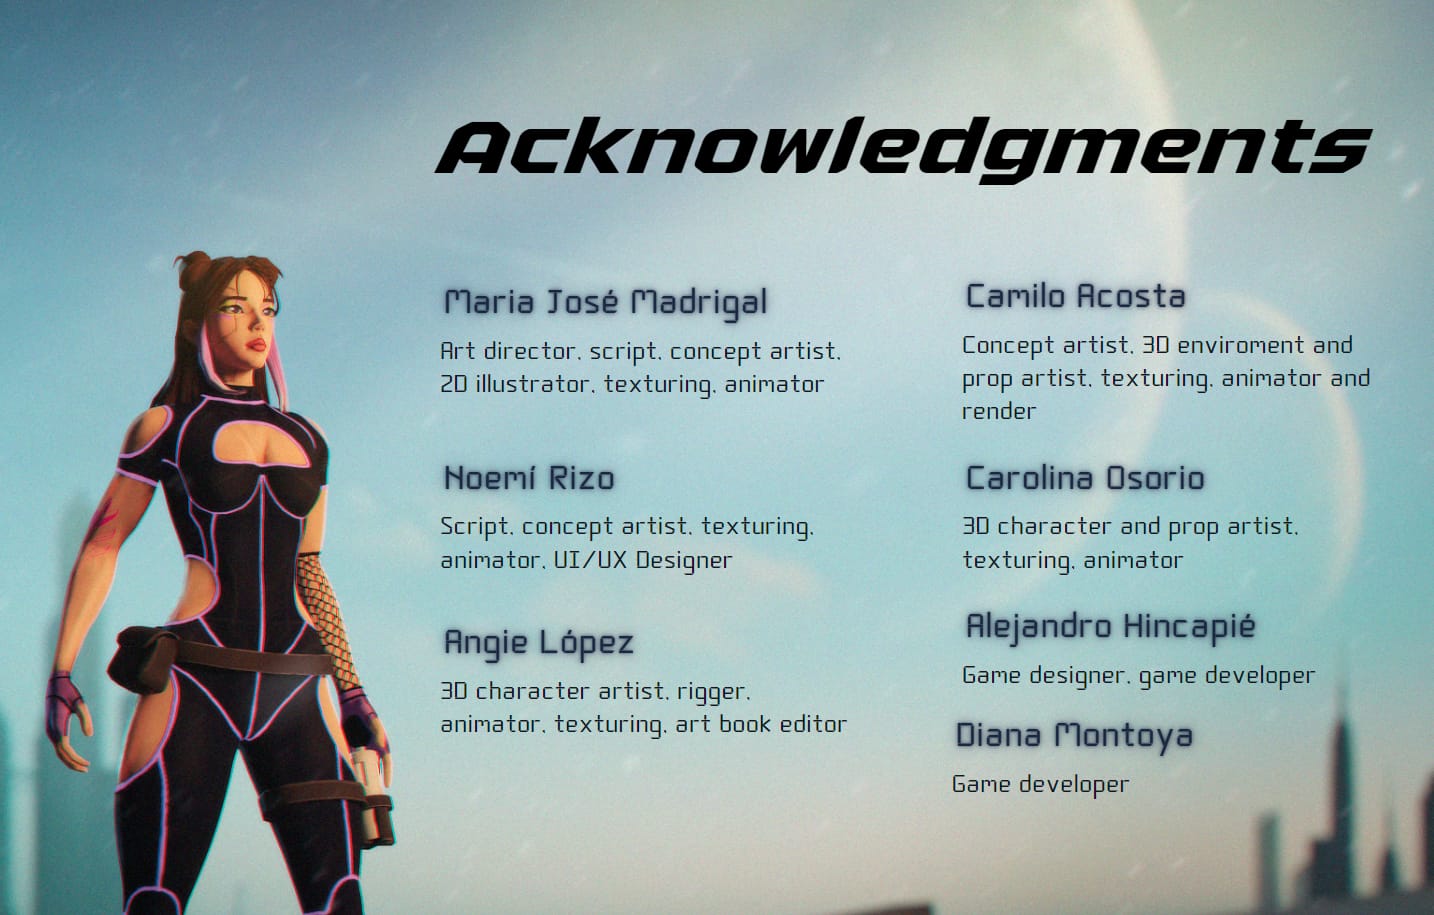 Acknowledgments
Maria José Madrigal
Art director, script, concept artist,
2D illustrator, texturing, animator
Noemí Rizo
Script, concept artist, texturing,
animator, UI/UX Designer
Angie López
3D character artist, rigger,
animator, texturing, art book editor
Camilo Acosta
Concept artist, 3D enviroment and
prop artist, texturing, animator and
render
Carolina Osorio
3D character and prop artist,
texturing, animator
Alejandro Hincapié
Game designer, game developer
Diana Montoya
Game developer